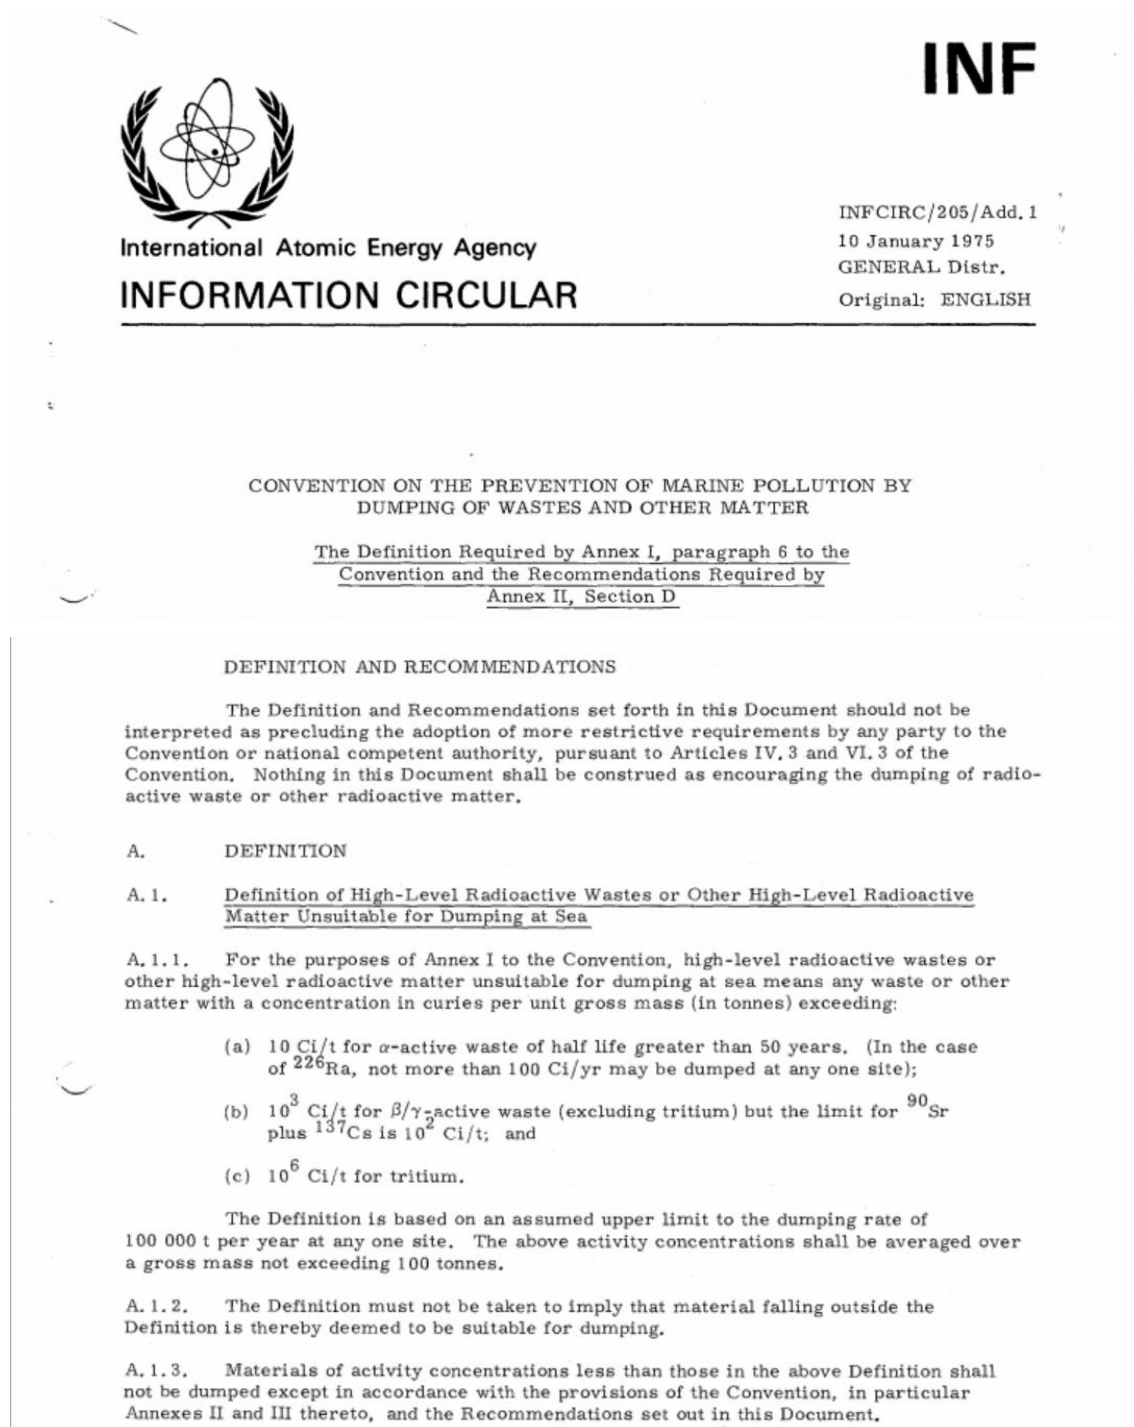 INF
INFCIRC/205/Add. 1
10 January 1975
GENERAL Distr.
Original: ENGLISH
International Atomic Energy Agency
INFORMATION CIRCULAR
CONVENTION ON THE PREVENTION OF MARINE POLLUTION BY
DUMPING OF WASTES AND OTHER MATTER
The Definition Required by Annex I, paragraph 6 to the
Convention and the Recommendations Required by
Annex II, Section D
DEFINITION AND RECOMMENDATIONS
The Definition and Recommendations set forth in this Document should not be
interpreted as precluding the adoption of more restrictive requirements by any party to the
Convention or national competent authority, pursuant to Articles IV. 3 and VI. 3 of the
Convention. Nothing in this Document shall be construed as encouraging the dumping of radio-
active waste or other radioactive matter.
A. DEFINITION
A. 1. Definition of High-Level Radioactive Wastes or Other High-Level Radioactive
Matter Unsuitable for Dumping at Sea
A. 1. 1. For the purposes of Annex I to the Convention, high-level radioactive wastes or
other high-level radioactive matter unsuitable for dumping at sea means any waste or other
matter with a concentration in curies per unit gross mass (in tonnes) exceeding:
(a) 10 Ci/t for α-active waste of half life greater than 50 years. (In the case
of ²²⁶Ra, not more than 100 Ci/yr may be dumped at any one site);
(b) 10³ Ci/t for β/γ-active waste (excluding tritium) but the limit for ⁹⁰Sr
plus ¹³⁷Cs is 10² Ci/t; and
(c) 10⁶ Ci/t for tritium.
The Definition is based on an assumed upper limit to the dumping rate of
100 000 t per year at any one site. The above activity concentrations shall be averaged over
a gross mass not exceeding 100 tonnes.
A. 1. 2. The Definition must not be taken to imply that material falling outside the
Definition is thereby deemed to be suitable for dumping.
A. 1. 3. Materials of activity concentrations less than those in the above Definition shall
not be dumped except in accordance with the provisions of the Convention, in particular
Annexes II and III thereto, and the Recommendations set out in this Document.